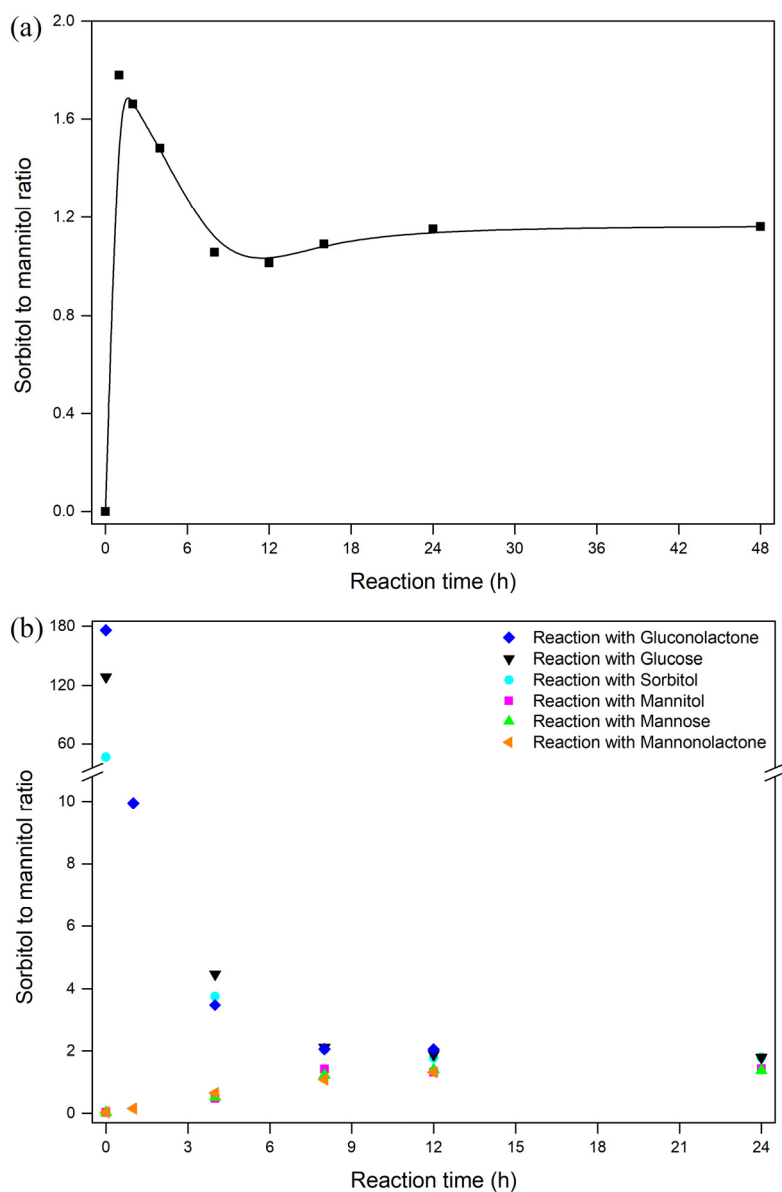 (a)
2.0
1.6
1.2
0.8
0.4
0.0
Sorbitol to mannitol ratio
0 6 12 18 24 30 36 42 48
Reaction time (h)
(b)
180
120
60
10
8
6
4
2
0
Sorbitol to mannitol ratio
Reaction with Gluconolactone
Reaction with Glucose
Reaction with Sorbitol
Reaction with Mannitol
Reaction with Mannose
Reaction with Mannonolactone
0 3 6 9 12 15 18 21 24
Reaction time (h)